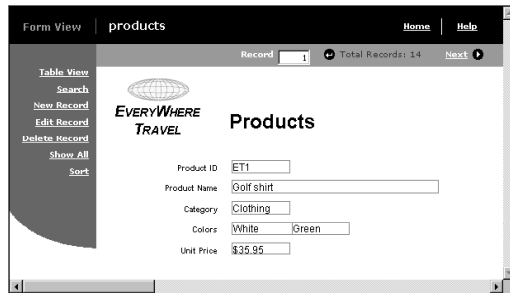 Form View products Home Help
Record 1 Total Records: 14 Next
Table View
Search
New Record
Edit Record
Delete Record
Show All
Sort
EVERYWHERE
TRAVEL
Products
Product ID ET1
Product Name Golf shirt
Category Clothing
Colors White Green
Unit Price $35.95